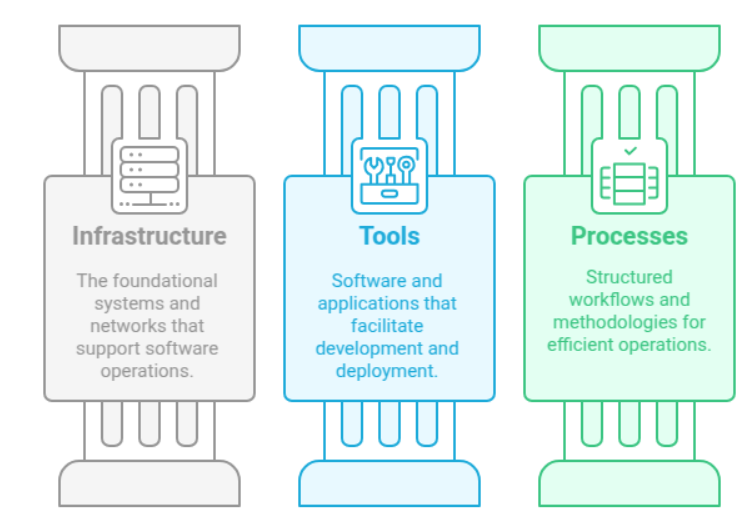 Infrastructure
The foundational
systems and
networks that
support software
operations.
Tools
Software and
applications that
facilitate
development and
deployment.
Processes
Structured
workflows and
methodologies for
efficient operations.